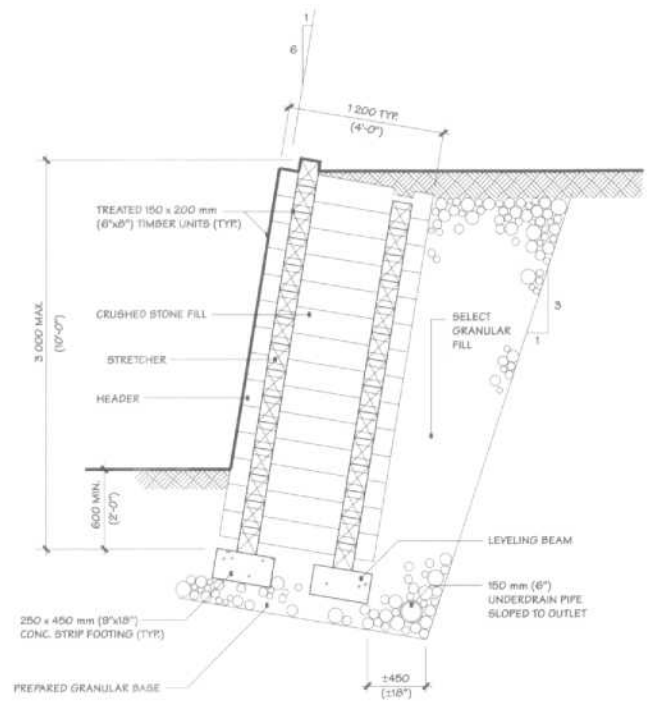 1
6
1 200 TYP.
(4'-0")
TREATED 150 x 200 mm
(6"x8") TIMBER UNITS (TYP.)
CRUSHED STONE FILL
STRETCHER
HEADER
3 000 MAX.
(10'-0")
600 MIN.
(2'-0")
SELECT
GRANULAR
FILL
3
1
LEVELING BEAM
150 mm (6")
UNDERDRAIN PIPE
SLOPED TO OUTLET
250 x 450 mm (9"x18")
CONC. STRIP FOOTING (TYP.)
PREPARED GRANULAR BASE
±450
(±18")